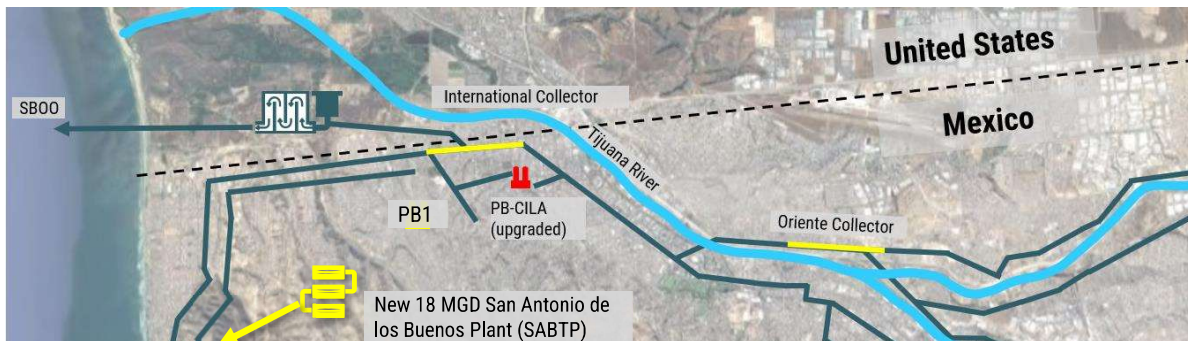 United States
Mexico
SBOO
International Collector
Tijuana River
PB1
PB-CILA
(upgraded)
Oriente Collector
New 18 MGD San Antonio de
los Buenos Plant (SABTP)